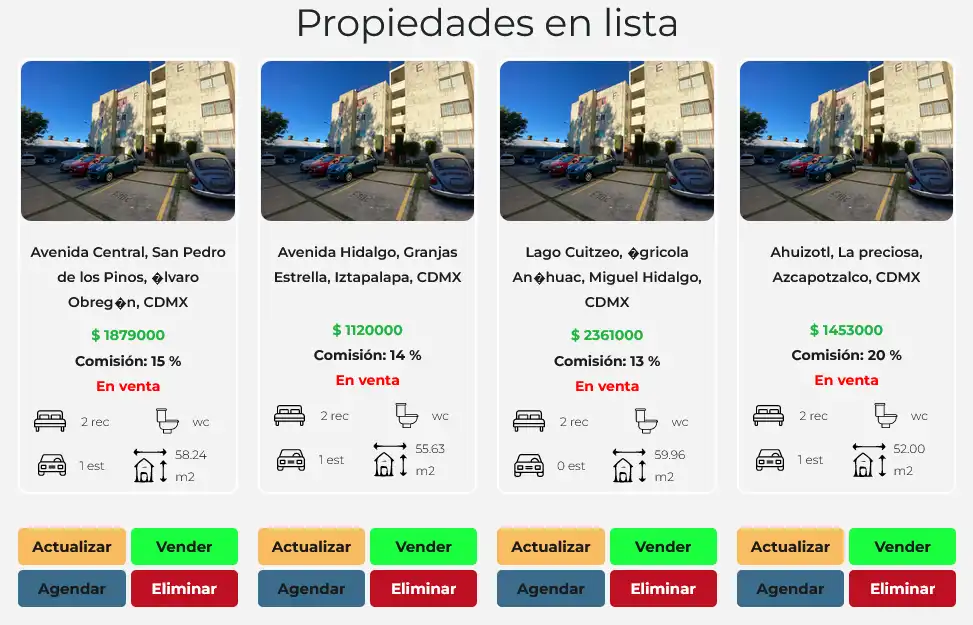 Propiedades en lista
Avenida Central, San Pedro
de los Pinos, �lvaro
Obreg�n, CDMX
$ 1879000
Comisión: 15 %
En venta
2 rec
wc
1 est
58.24
m2
Avenida Hidalgo, Granjas
Estrella, Iztapalapa, CDMX
$ 1120000
Comisión: 14 %
En venta
2 rec
wc
1 est
55.63
m2
Lago Cuitzeo, �gricola
An�huac, Miguel Hidalgo,
CDMX
$ 2361000
Comisión: 13 %
En venta
2 rec
wc
0 est
59.96
m2
Ahuizotl, La preciosa,
Azcapotzalco, CDMX
$ 1453000
Comisión: 20 %
En venta
2 rec
wc
1 est
52.00
m2
Actualizar
Vender
Actualizar
Vender
Actualizar
Vender
Actualizar
Vender
Agendar
Eliminar
Agendar
Eliminar
Agendar
Eliminar
Agendar
Eliminar